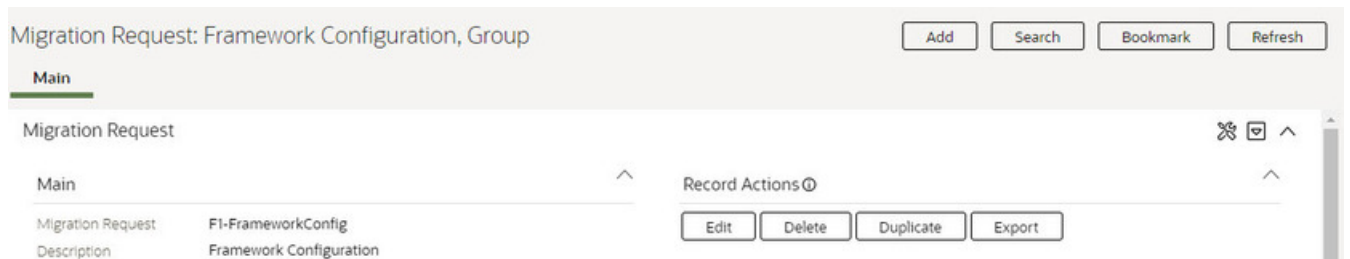 Migration Request: Framework Configuration, Group
Add Search Bookmark Refresh
Main
Migration Request
Main
Record Actions
Migration Request F1-FrameworkConfig
Edit Delete Duplicate Export
Description Framework Configuration